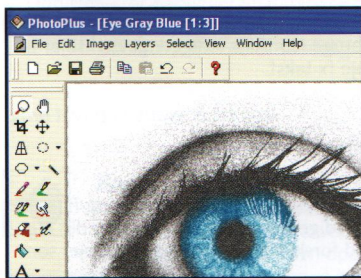 PhotoPlus - [Eye Gray Blue [1:3]]
File Edit Image Layers Select View Window Help
?
A